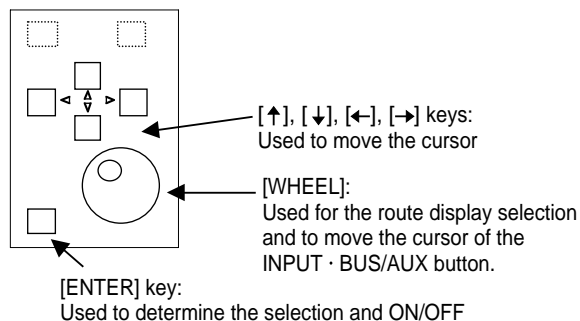 [↑], [↓], [←], [→] keys:
Used to move the cursor
[WHEEL]:
Used for the route display selection
and to move the cursor of the
INPUT · BUS/AUX button.
[ENTER] key:
Used to determine the selection and ON/OFF